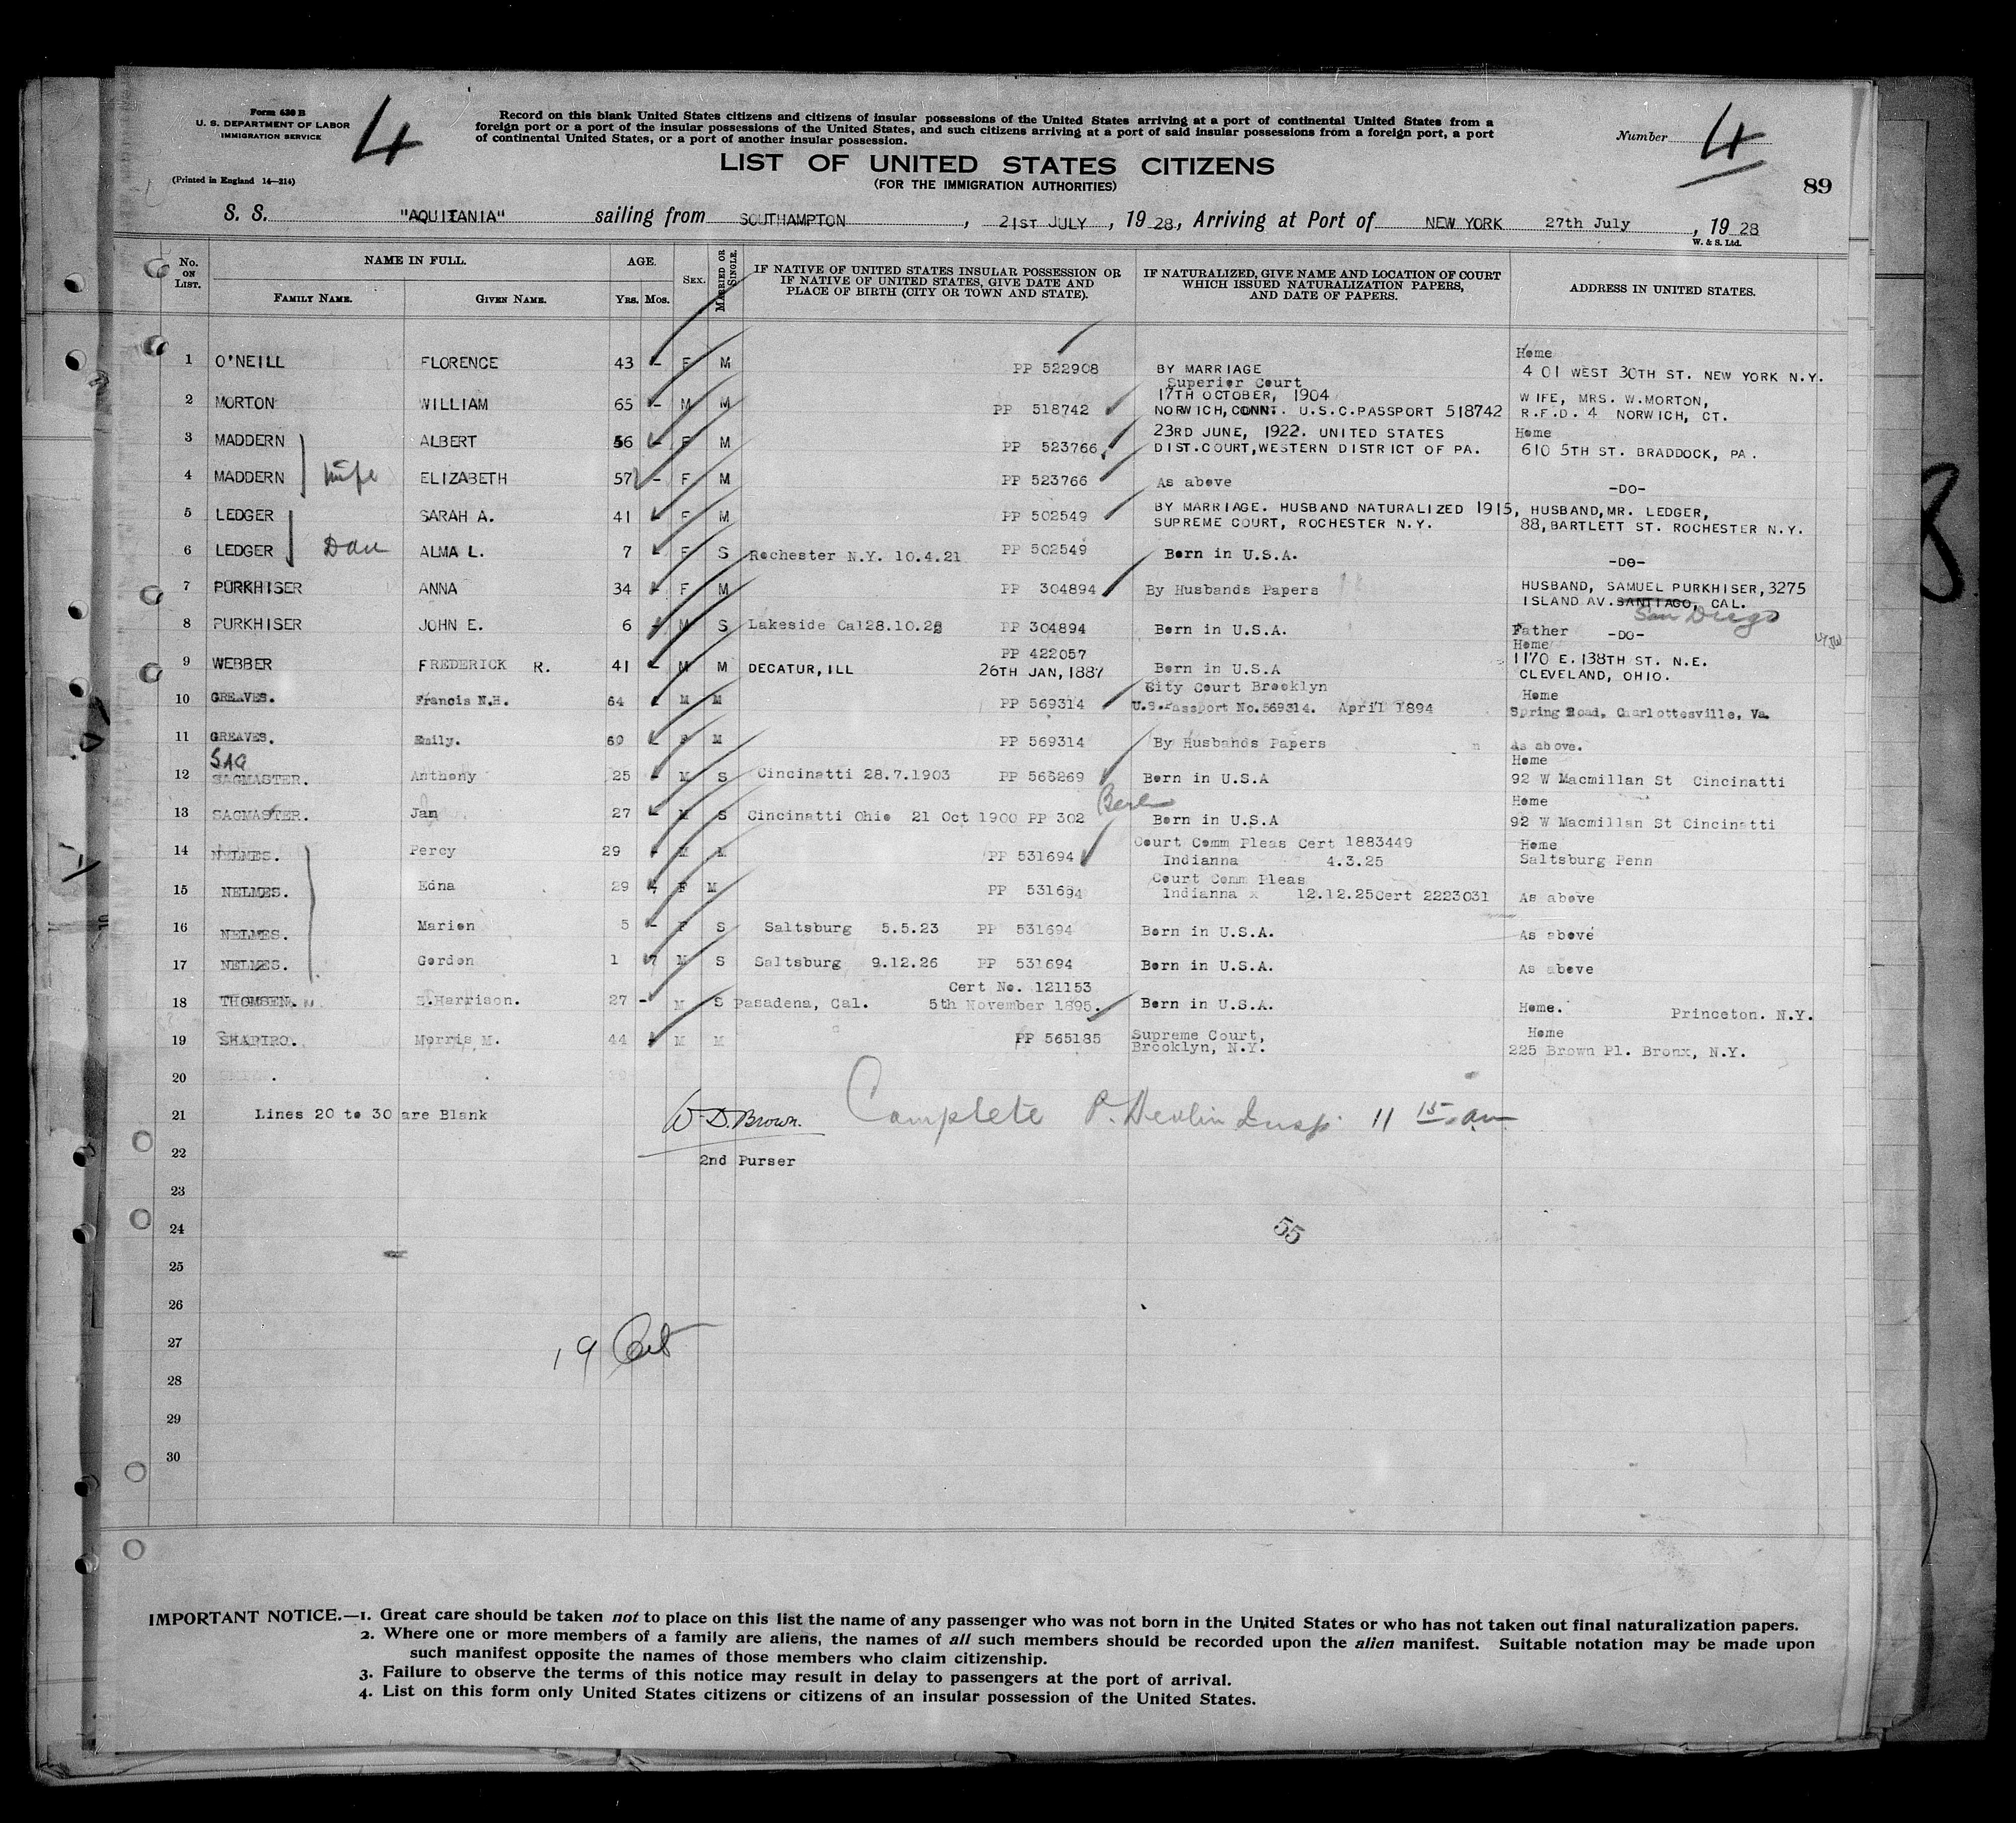 Form 630 B
U. S. DEPARTMENT OF LABOR
IMMIGRATION SERVICE
(Printed in England 14—214)
4
Record on this blank United States citizens and citizens of insular possessions of the United States arriving at a port of continental United States from a
foreign port or a port of the insular possessions of the United States, and such citizens arriving at a port of said insular possessions from a foreign port, a port
of continental United States, or a port of another insular possession.
Number 4
LIST OF UNITED STATES CITIZENS
(FOR THE IMMIGRATION AUTHORITIES)
89
S. S. "AQUITANIA" sailing from SOUTHAMPTON, 21ST JULY, 1928, Arriving at Port of NEW YORK 27th July, 1928
W. & S. Ltd.
No. ON LIST. NAME IN FULL. AGE. SEX. MARRIED OR SINGLE. IF NATIVE OF UNITED STATES INSULAR POSSESSION OR IF NATIVE OF UNITED STATES, GIVE DATE AND PLACE OF BIRTH (CITY OR TOWN AND STATE). IF NATURALIZED, GIVE NAME AND LOCATION OF COURT WHICH ISSUED NATURALIZATION PAPERS, AND DATE OF PAPERS. ADDRESS IN UNITED STATES.
FAMILY NAME. GIVEN NAME. YRS. MOS.
1 O'NEILL FLORENCE 43 - F M PP 522908 BY MARRIAGE Home 401 WEST 30TH ST. NEW YORK N.Y.
2 MORTON WILLIAM 65 - M M PP 518742 Superior Court 17TH OCTOBER, 1904 NORWICH, CONN. U.S.C.PASSPORT 518742 WIFE, MRS. W.MORTON, R.F.D. 4 NORWICH, CT.
3 MADDERN ALBERT 56 - F M PP 523766 23RD JUNE, 1922. UNITED STATES DIST.COURT,WESTERN DISTRICT OF PA. Home 610 5TH ST. BRADDOCK, PA.
4 MADDERN wife ELIZABETH 57 - F M PP 523766 As above -DO-
5 LEDGER SARAH A. 41 F M PP 502549 BY MARRIAGE. HUSBAND NATURALIZED 1915, SUPREME COURT, ROCHESTER N.Y. HUSBAND,MR. LEDGER, 88,BARTLETT ST. ROCHESTER N.Y.
6 LEDGER Dau ALMA L. 7 F S Rochester N.Y. 10.4.21 PP 502549 Born in U.S.A. -DO-
7 PURKHISER ANNA 34 F M PP 304894 By Husbands Papers HUSBAND, SAMUEL PURKHISER,3275 ISLAND AV.SANTIAGO, CAL. San Diego
8 PURKHISER JOHN E. 6 M S Lakeside Cal28.10.22 PP 304894 Born in U.S.A. Father -DO-
9 WEBBER FREDERICK R. 41 M M DECATUR, ILL PP 422057 26TH JAN, 1887 Born in U.S.A Home 1170 E. 138TH ST. N.E. CLEVELAND, OHIO.
10 GREAVES. Francis N.H. 64 M M PP 569314 City Court Brooklyn U.S.Passport No.569314. April 1894 Home Spring Road, Charlottesville, Va.
11 GREAVES. Emily. 60 F M PP 569314 By Husbands Papers As above.
12 SAG SAGMASTER. Anthony 25 M S Cincinatti 28.7.1903 PP 566269 Born in U.S.A Home 92 W Macmillan St Cincinatti
13 SAGMASTER. Jan 27 M S Cincinatti Ohio 21 Oct 1900 PP 302 Berl Born in U.S.A Home 92 W Macmillan St Cincinatti
14 NELMES. Percy 29 - M M PP 531694 Court Comm Pleas Cert 1883449 Indianna 4.3.25 Home Saltsburg Penn
15 NELMES. Edna 29 F M PP 531694 Court Comm Pleas Indianna x 12.12.25Cert 2223031 As above
16 NELMES. Marion 5 - F S Saltsburg 5.5.23 PP 531694 Born in U.S.A. As above
17 NELMES. Gordon 1 7 M S Saltsburg 9.12.26 PP 531694 Born in U.S.A. As above
18 THOMSEN. Harrison. 27 - M S Pasadena, Cal. Cert No. 121153 5th November 1895. Born in U.S.A. Home. Princeton. N.Y.
19 SHAPIRO. Morris M. 44 M M PP 565185 Supreme Court, Brooklyn, N.Y. Home 225 Brown Pl. Bronx, N.Y.
20
21 Lines 20 to 30 are Blank W D. Brown. Complete P. Devlin Insp. 11 15 am
22 2nd Purser
23
24 55
25
26
27 19 Cit
28
29
30
IMPORTANT NOTICE.—1. Great care should be taken not to place on this list the name of any passenger who was not born in the United States or who has not taken out final naturalization papers.
2. Where one or more members of a family are aliens, the names of all such members should be recorded upon the alien manifest. Suitable notation may be made upon
such manifest opposite the names of those members who claim citizenship.
3. Failure to observe the terms of this notice may result in delay to passengers at the port of arrival.
4. List on this form only United States citizens or citizens of an insular possession of the United States.